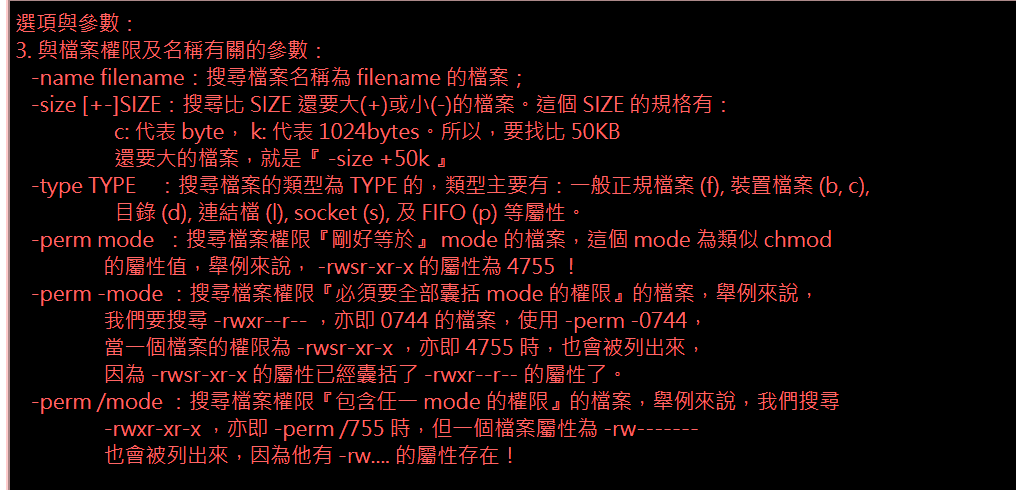 選項與參數：
3. 與檔案權限及名稱有關的參數：
-name filename：搜尋檔案名稱為 filename 的檔案；
-size [+-]SIZE：搜尋比 SIZE 還要大(+)或小(-)的檔案。這個 SIZE 的規格有：
c: 代表 byte， k: 代表 1024bytes。所以，要找比 50KB
還要大的檔案，就是『 -size +50k 』
-type TYPE ：搜尋檔案的類型為 TYPE 的，類型主要有：一般正規檔案 (f), 裝置檔案 (b, c),
目錄 (d), 連結檔 (l), socket (s), 及 FIFO (p) 等屬性。
-perm mode ：搜尋檔案權限『剛好等於』 mode 的檔案，這個 mode 為類似 chmod
的屬性值，舉例來說， -rwsr-xr-x 的屬性為 4755 ！
-perm -mode ：搜尋檔案權限『必須要全部囊括 mode 的權限』的檔案，舉例來說，
我們要搜尋 -rwxr--r-- ，亦即 0744 的檔案，使用 -perm -0744，
當一個檔案的權限為 -rwsr-xr-x ，亦即 4755 時，也會被列出來，
因為 -rwsr-xr-x 的屬性已經囊括了 -rwxr--r-- 的屬性了。
-perm /mode ：搜尋檔案權限『包含任一 mode 的權限』的檔案，舉例來說，我們搜尋
-rwxr-xr-x ，亦即 -perm /755 時，但一個檔案屬性為 -rw-------
也會被列出來，因為他有 -rw.... 的屬性存在！